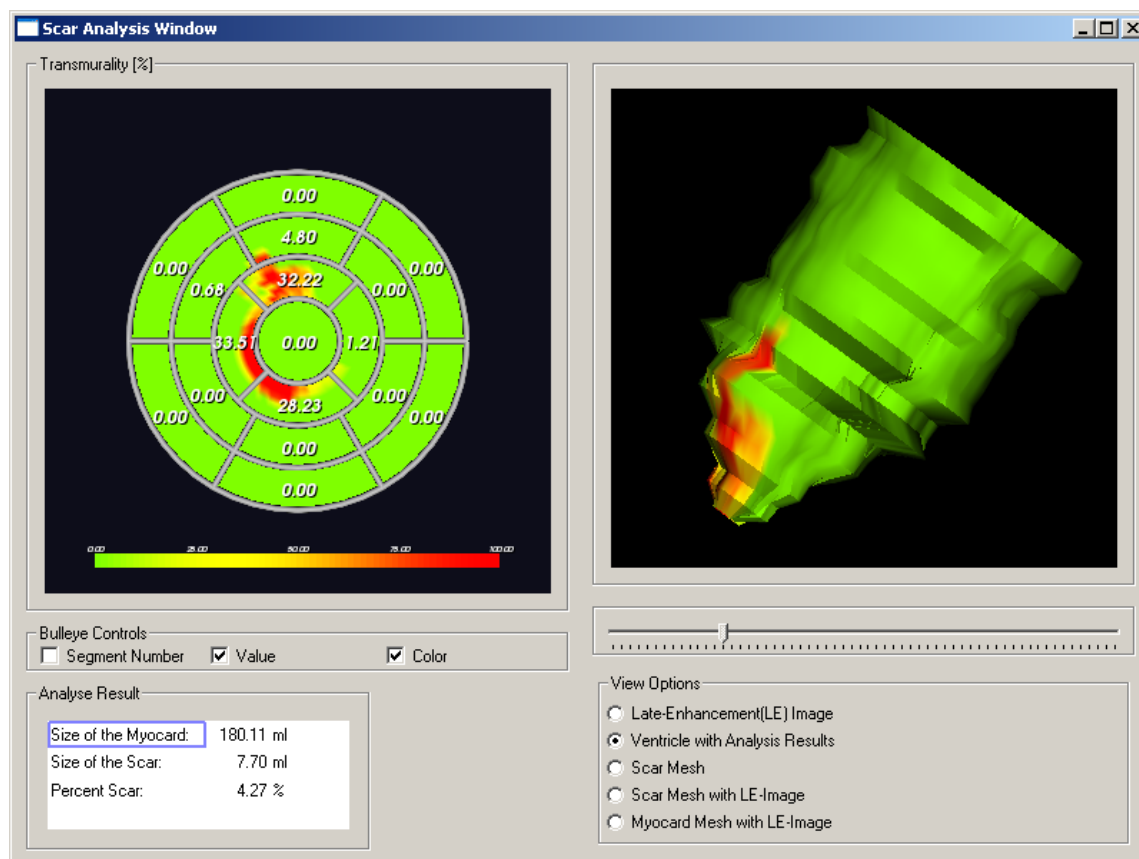 Scar Analysis Window
Transmurality [%]
0.00
4.80
0.00 0.00
0.68 32.22 0.00
33.51 0.00 1.21
0.00 28.23 0.00
0.00 0.00
0.00
0.00
0.00 25.00 50.00 75.00 100.00
Bulleye Controls
Segment Number Value Color
Analyse Result
Size of the Myocard: 180.11 ml
Size of the Scar: 7.70 ml
Percent Scar: 4.27 %
View Options
Late-Enhancement(LE) Image
Ventricle with Analysis Results
Scar Mesh
Scar Mesh with LE-Image
Myocard Mesh with LE-Image